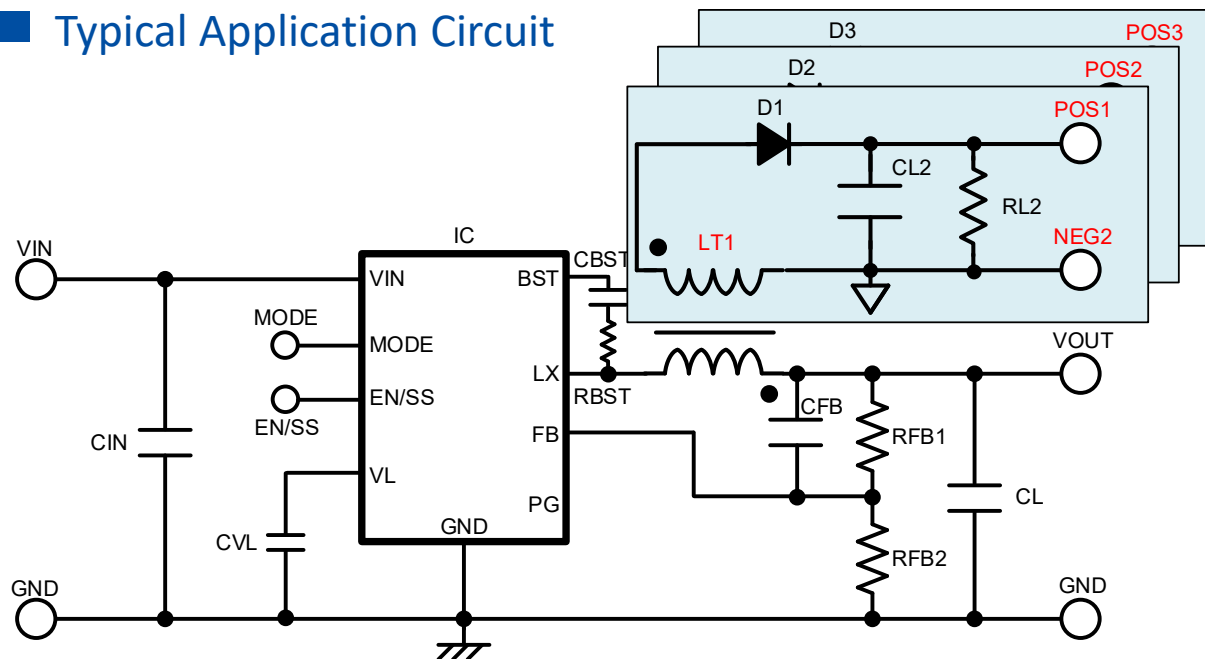 Typical Application Circuit
D3
POS3
D2
POS2
D1
POS1
CL2
RL2
LT1
NEG2
VIN
IC
CBST
VIN
BST
MODE
MODE
VOUT
LX
RBST
EN/SS
EN/SS
CFB
FB
RFB1
CIN
VL
CL
PG
GND
CVL
RFB2
GND
GND